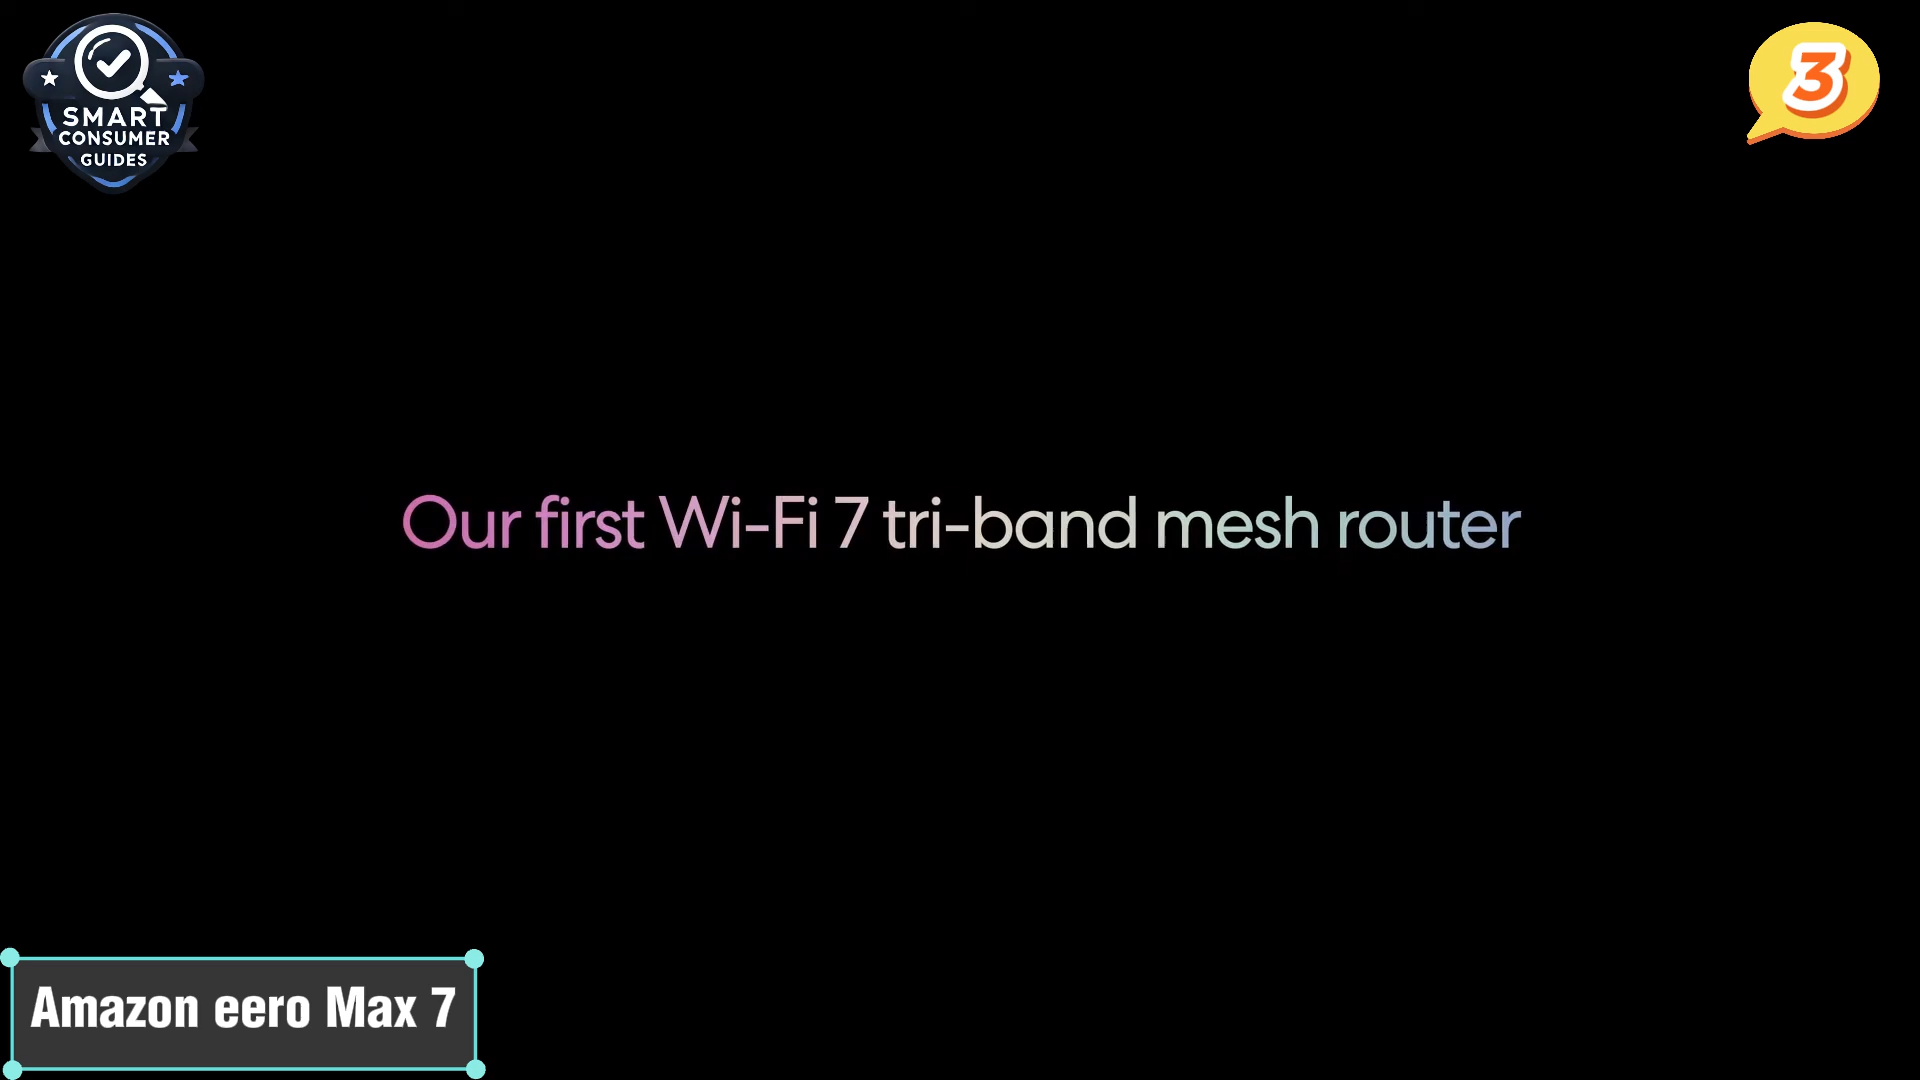 SMART
CONSUMER
GUIDES
3
Our first Wi-Fi 7 tri-band mesh router
Amazon eero Max 7